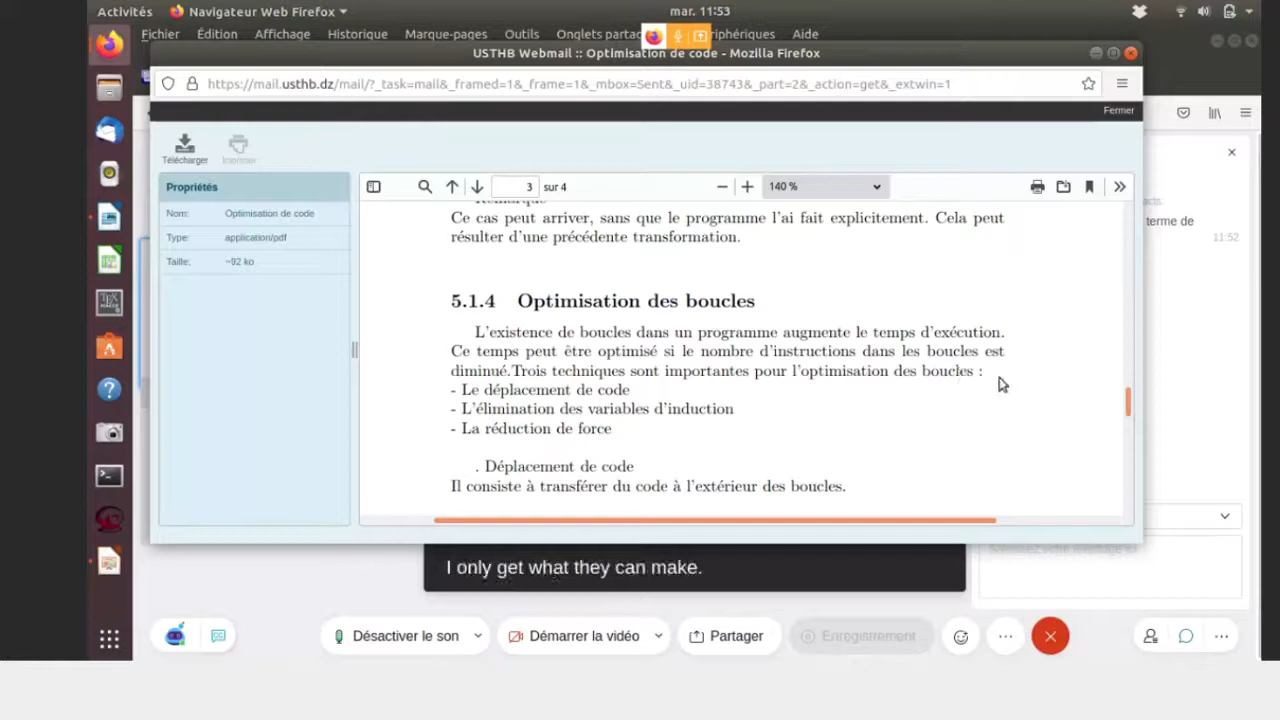 Activités
Navigateur Web Firefox
mar. 11:53
Fichier Édition Affichage Historique Marque-pages Outils Onglets parta riphériques Aide
USTHB Webmail :: Optimisation de code - Mozilla Firefox
https://mail.usthb.dz/mail/?_task=mail&_framed=1&_frame=1&_mbox=Sent&_uid=38743&_part=2&_action=get&_extwin=1
Fermer
Télécharger Imprimer
Propriétés
Nom: Optimisation de code
Type: application/pdf
Taille: ~92 ko
3 sur 4
140 %
Remarque
Ce cas peut arriver, sans que le programme l'ai fait explicitement. Cela peut
résulter d'une précédente transformation.
5.1.4 Optimisation des boucles
L'existence de boucles dans un programme augmente le temps d'exécution.
Ce temps peut être optimisé si le nombre d'instructions dans les boucles est
diminué.Trois techniques sont importantes pour l'optimisation des boucles :
- Le déplacement de code
- L'élimination des variables d'induction
- La réduction de force
. Déplacement de code
Il consiste à transférer du code à l'extérieur des boucles.
acts.
terme de
11:52
I only get what they can make.
Désactiver le son
Démarrer la vidéo
Partager
Enregistrement